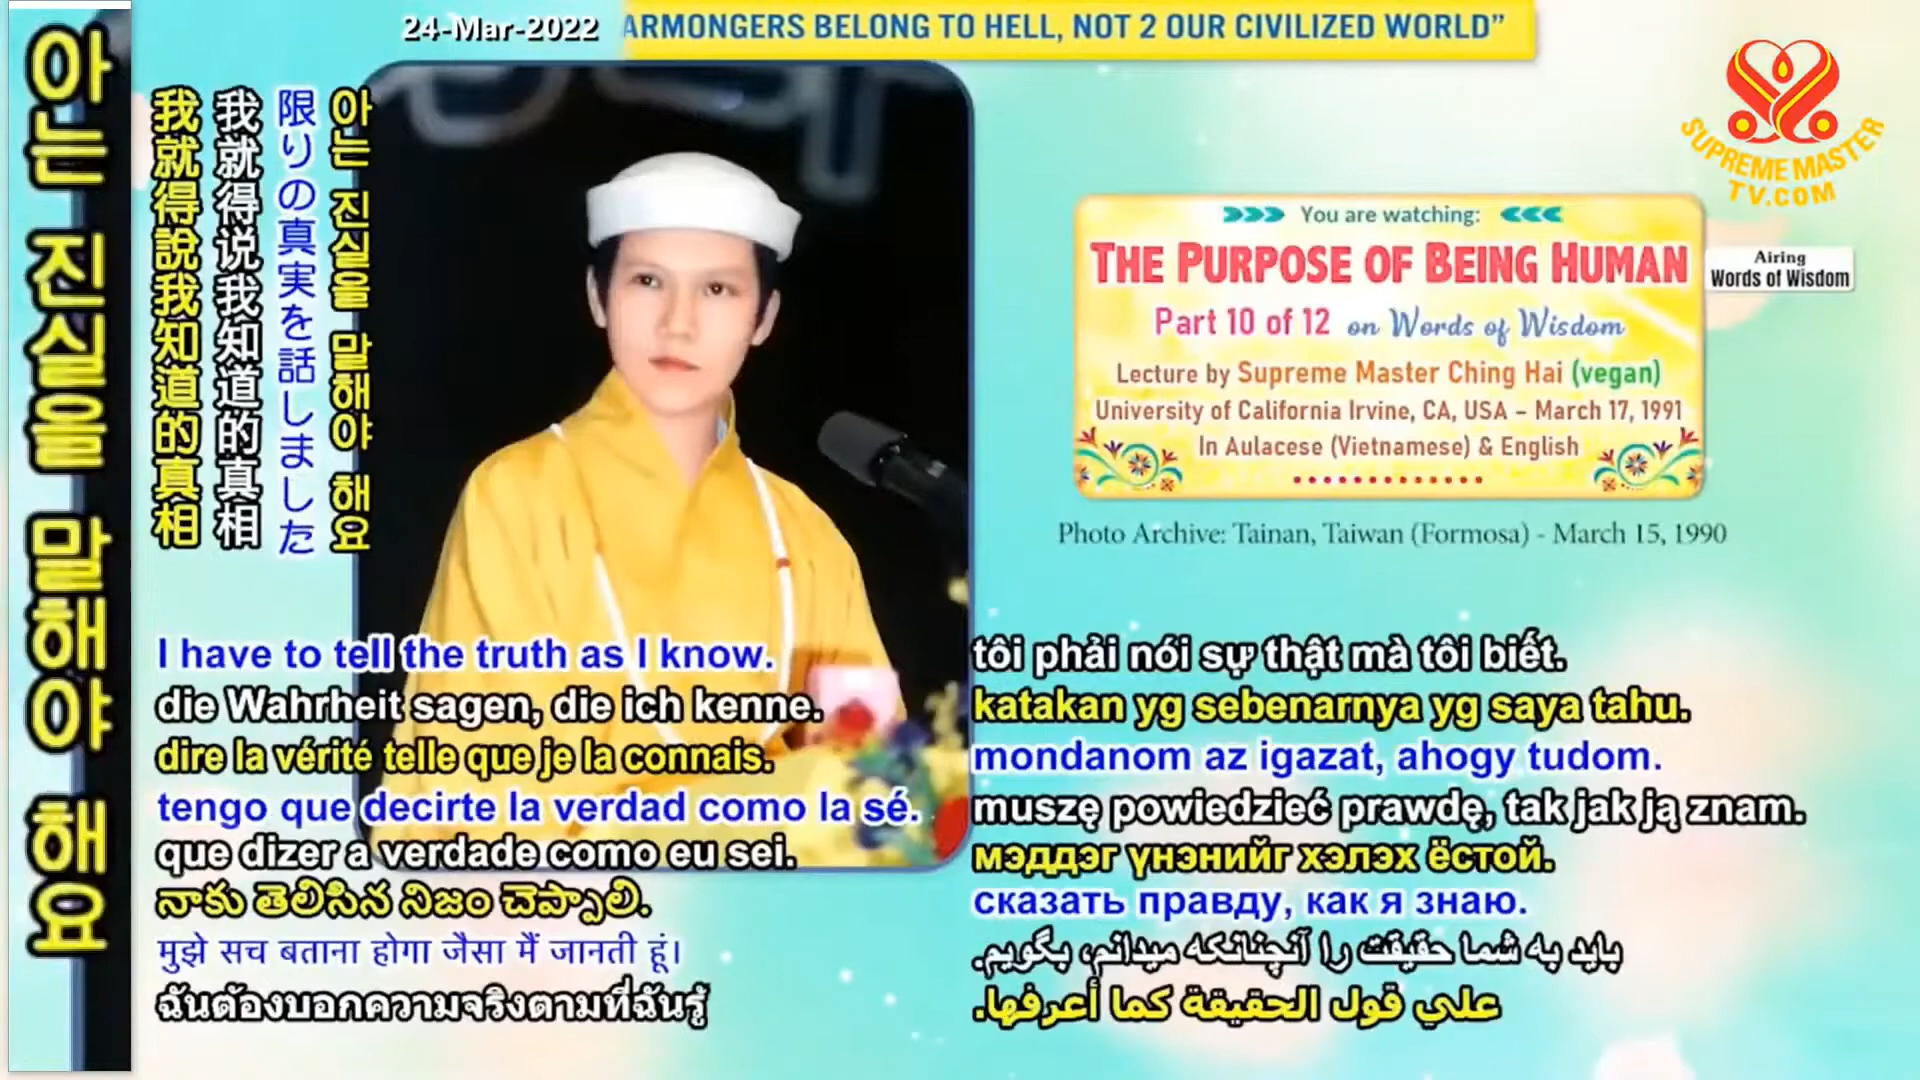 24-Mar-2022
ARMONGERS BELONG TO HELL, NOT 2 OUR CIVILIZED WORLD”
SUPREME MASTER
TV.COM
아는 진실을 말해야 해요
我就得說我知道的真相
我就得说我知道的真相
限りの真実を話しました
아는 진실을 말해야 해요
You are watching:
THE PURPOSE OF BEING HUMAN
Part 10 of 12 on Words of Wisdom
Lecture by Supreme Master Ching Hai (vegan)
University of California Irvine, CA, USA – March 17, 1991
In Aulacese (Vietnamese) & English
Airing
Words of Wisdom
Photo Archive: Tainan, Taiwan (Formosa) - March 15, 1990
I have to tell the truth as I know.
die Wahrheit sagen, die ich kenne.
dire la vérité telle que je la connais.
tengo que decirte la verdad como la sé.
que dizer a verdade como eu sei.
నాకు తెలిసిన నిజం చెప్పాలి.
मुझे सच बताना होगा जैसा मैं जानती हूं।
ฉันต้องบอกความจริงตามที่ฉันรู้
tôi phải nói sự thật mà tôi biết.
katakan yg sebenarnya yg saya tahu.
mondanom az igazat, ahogy tudom.
muszę powiedzieć prawdę, tak jak ją znam.
мэддэг үнэнийг хэлэх ёстой.
сказать правду, как я знаю.
باید به شما حقیقت را آنچنانکه میدانم، بگویم.
علي قول الحقيقة كما أعرفها.